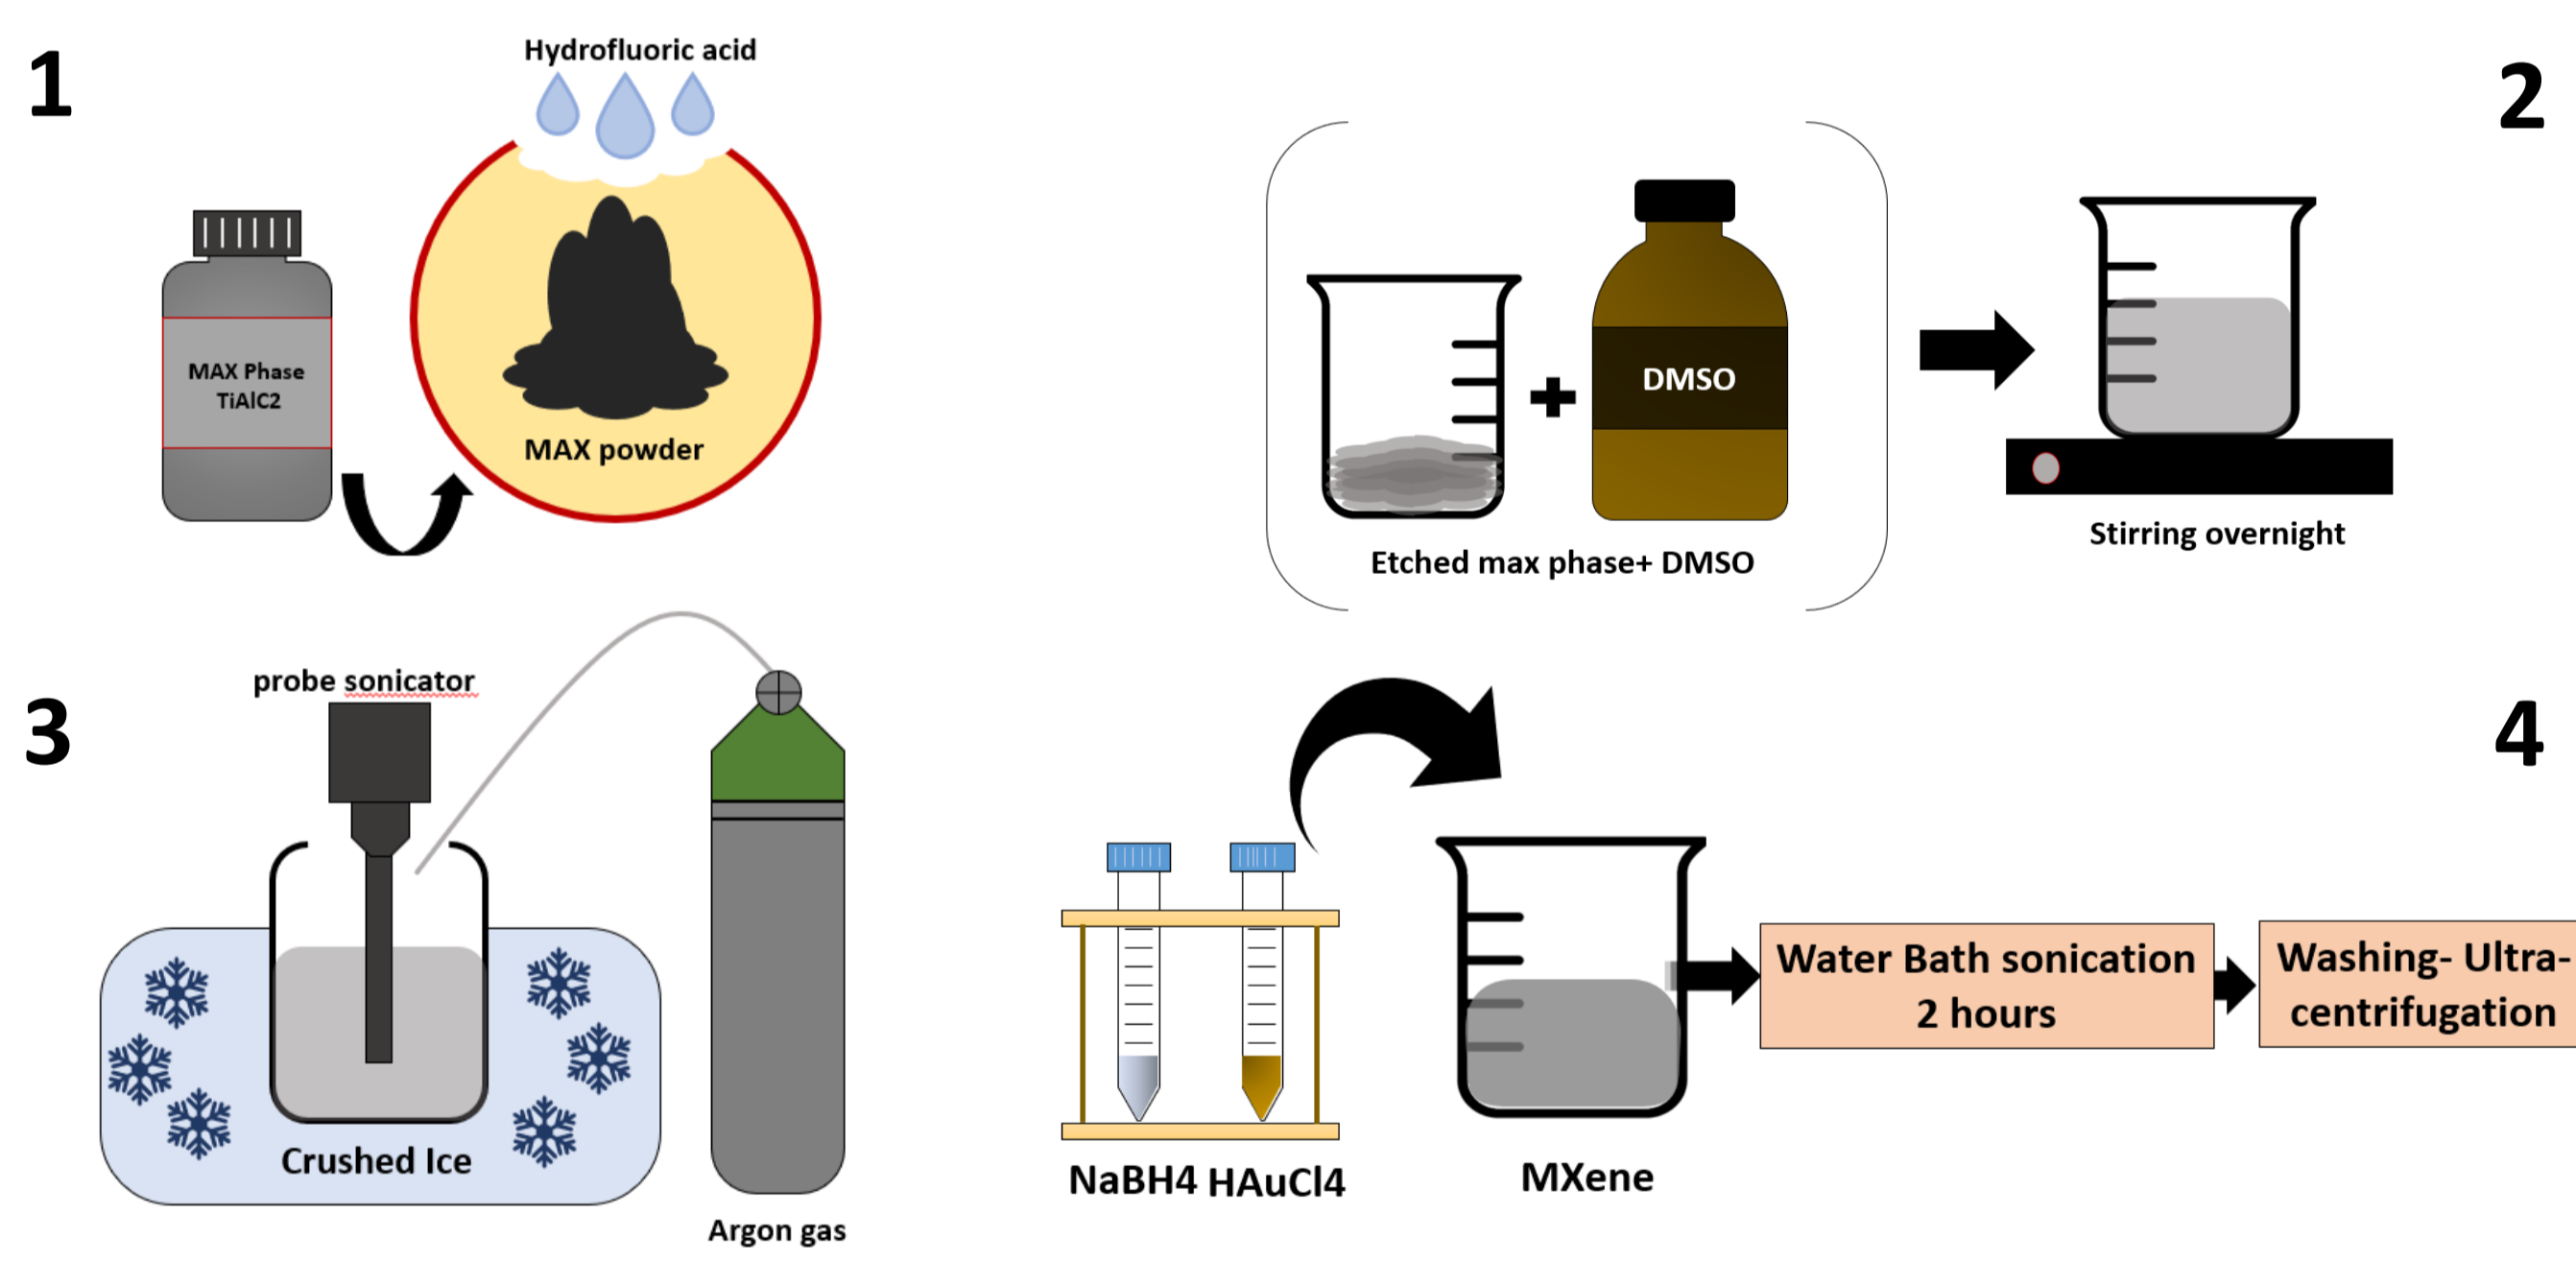 1
Hydrofluoric acid
MAX Phase
TiAlC2
MAX powder
2
DMSO
Etched max phase+ DMSO
Stirring overnight
3
probe sonicator
Crushed Ice
Argon gas
4
NaBH4 HAuCl4
MXene
Water Bath sonication
2 hours
Washing- Ultra-
centrifugation